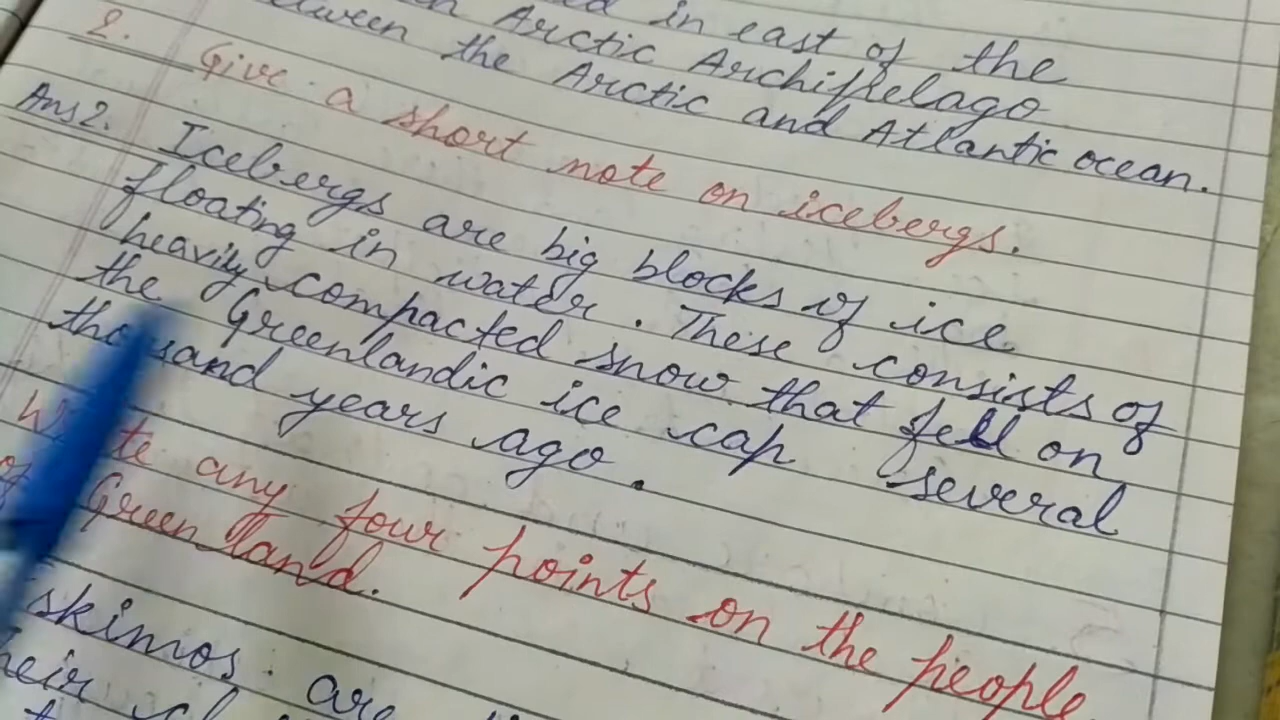 in east of the
Arctic Archipelago
between the Arctic and Atlantic ocean.
2. Give a short note on icebergs.
Ans2. Icebergs are big blocks of ice
floating in water. These consists of
heavily compacted snow that fell on
the Greenlandic ice cap several
thousand years ago.
Write any four points on the people
of Greenland.
skimos are